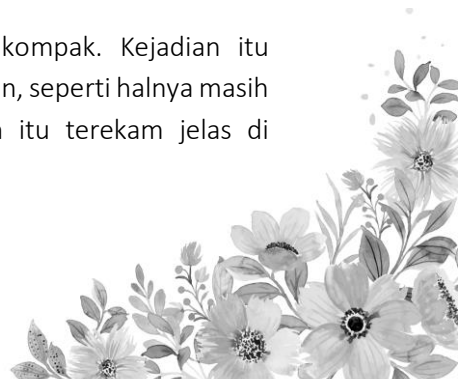 kompak. Kejadian itu
n, seperti halnya masih
itu terekam jelas di